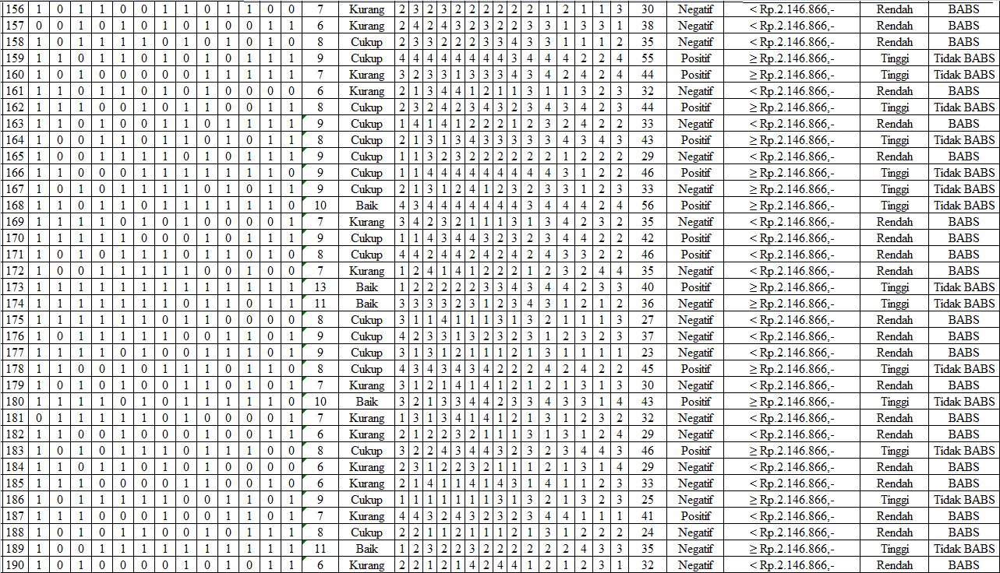 156 1 0 1 1 0 0 1 1 0 1 1 0 0 7 Kurang 2 3 2 3 2 2 2 2 2 2 1 2 1 1 3 30 Negatif < Rp.2.146.866,- Rendah BABS
157 0 0 1 0 1 0 1 0 1 0 0 1 1 6 Kurang 2 4 2 4 3 2 3 2 2 3 3 1 3 3 1 38 Negatif < Rp.2.146.866,- Rendah BABS
158 1 0 1 1 1 1 0 1 0 1 0 1 0 8 Cukup 2 3 3 2 2 2 3 3 4 3 3 1 1 1 2 35 Negatif < Rp.2.146.866,- Rendah BABS
159 1 1 0 1 1 0 1 0 1 0 1 1 1 9 Cukup 4 4 4 4 4 4 4 4 3 4 4 4 2 2 4 55 Positif ≥ Rp.2.146.866,- Tinggi Tidak BABS
160 1 0 1 0 0 0 0 0 1 1 1 1 1 7 Kurang 3 2 3 3 1 3 3 3 4 3 4 2 4 2 4 44 Positif ≥ Rp.2.146.866,- Tinggi Tidak BABS
161 1 1 0 1 0 1 1 0 1 0 0 0 0 6 Kurang 2 1 3 4 4 1 2 1 1 3 1 1 3 2 3 32 Negatif < Rp.2.146.866,- Rendah BABS
162 1 1 1 0 0 1 0 1 1 0 0 1 1 8 Cukup 2 3 2 4 2 3 4 3 2 3 4 3 4 2 3 44 Positif ≥ Rp.2.146.866,- Tinggi Tidak BABS
163 1 1 0 1 0 0 1 1 0 1 1 1 1 9 Cukup 1 4 1 4 1 2 2 2 1 2 3 2 4 2 2 33 Negatif < Rp.2.146.866,- Rendah BABS
164 1 0 0 1 1 0 1 1 0 1 0 1 1 8 Cukup 2 1 3 1 3 4 3 3 3 3 3 4 3 4 3 43 Positif ≥ Rp.2.146.866,- Tinggi Tidak BABS
165 1 1 0 1 0 1 1 1 0 1 0 1 1 9 Cukup 1 1 3 2 3 2 2 2 2 2 2 1 2 2 2 29 Negatif < Rp.2.146.866,- Rendah BABS
166 1 1 0 0 0 1 1 1 1 1 1 1 0 9 Cukup 1 1 4 4 4 4 4 4 4 4 4 3 1 2 2 46 Positif ≥ Rp.2.146.866,- Tinggi Tidak BABS
167 1 0 1 0 1 1 1 1 0 1 0 1 1 9 Cukup 2 1 3 1 2 4 1 2 3 2 3 3 1 2 3 33 Negatif ≥ Rp.2.146.866,- Tinggi Tidak BABS
168 1 1 0 1 0 1 1 1 1 1 1 1 0 10 Baik 4 3 4 4 4 4 4 4 4 3 4 4 4 2 4 56 Positif ≥ Rp.2.146.866,- Tinggi Tidak BABS
169 1 1 1 1 0 1 1 0 0 0 0 0 1 7 Kurang 3 4 2 3 2 1 1 1 3 1 3 4 2 3 2 35 Negatif < Rp.2.146.866,- Rendah BABS
170 1 1 1 1 1 0 0 0 1 0 1 1 1 9 Cukup 1 1 4 3 4 4 3 2 3 2 3 4 4 2 2 42 Positif < Rp.2.146.866,- Rendah BABS
171 1 0 1 0 1 1 1 0 1 1 0 1 0 8 Cukup 4 4 2 4 4 2 4 2 4 2 4 3 3 2 2 46 Positif < Rp.2.146.866,- Rendah BABS
172 1 0 0 1 1 1 1 1 0 0 1 0 0 7 Kurang 1 2 4 1 4 1 2 2 2 1 2 3 2 4 4 35 Negatif < Rp.2.146.866,- Rendah BABS
173 1 1 1 1 1 1 1 1 1 1 1 1 1 13 Baik 1 2 2 2 2 2 3 3 4 3 4 4 2 3 3 40 Positif ≥ Rp.2.146.866,- Tinggi Tidak BABS
174 1 1 1 1 1 1 1 0 1 1 0 1 1 11 Baik 3 3 3 3 2 3 1 2 3 4 3 1 2 1 2 36 Negatif ≥ Rp.2.146.866,- Tinggi Tidak BABS
175 1 1 1 1 1 1 0 1 1 0 0 0 0 8 Cukup 3 1 1 4 1 1 1 3 1 3 2 1 1 1 3 27 Negatif < Rp.2.146.866,- Rendah BABS
176 1 0 1 1 1 1 1 0 0 1 1 0 1 9 Cukup 4 2 3 3 1 3 2 3 2 3 1 2 3 2 3 37 Negatif < Rp.2.146.866,- Rendah BABS
177 1 1 1 1 0 1 1 0 0 1 1 0 1 9 Cukup 3 1 3 1 2 1 1 1 2 1 3 1 1 1 1 23 Negatif < Rp.2.146.866,- Rendah BABS
178 1 1 0 0 1 0 1 1 1 1 1 0 0 8 Cukup 4 3 4 3 4 3 4 2 2 2 4 2 4 2 2 45 Positif ≥ Rp.2.146.866,- Tinggi Tidak BABS
179 1 0 1 1 0 1 1 0 0 1 0 1 0 7 Kurang 3 1 2 1 4 1 4 1 2 1 2 1 3 1 3 30 Negatif < Rp.2.146.866,- Rendah BABS
180 1 1 1 1 0 1 0 1 1 1 1 1 0 10 Baik 3 2 1 3 3 4 4 2 3 3 4 3 3 1 4 43 Positif ≥ Rp.2.146.866,- Tinggi Tidak BABS
181 0 1 1 1 1 1 1 1 0 0 0 0 0 7 Kurang 1 3 1 3 4 1 4 1 2 1 3 1 2 3 2 32 Negatif < Rp.2.146.866,- Rendah BABS
182 1 1 0 0 1 1 0 0 0 0 0 1 1 6 Kurang 2 1 2 2 3 2 1 1 1 3 1 3 1 2 4 29 Negatif < Rp.2.146.866,- Rendah BABS
183 1 0 1 1 1 1 0 1 1 0 1 0 0 8 Cukup 3 2 2 4 3 4 4 3 2 3 2 3 4 4 3 46 Positif ≥ Rp.2.146.866,- Tinggi Tidak BABS
184 1 1 0 1 1 0 1 0 1 0 0 0 0 6 Kurang 2 3 1 2 2 3 2 1 1 1 2 1 3 1 4 29 Negatif < Rp.2.146.866,- Rendah BABS
185 1 1 1 0 0 0 0 1 1 0 1 0 0 6 Kurang 2 1 4 1 1 4 1 4 3 1 4 1 1 2 3 33 Negatif < Rp.2.146.866,- Rendah BABS
186 1 0 1 1 1 1 1 1 0 0 1 0 1 9 Cukup 1 1 1 1 1 1 1 3 1 3 2 1 3 2 3 25 Negatif ≥ Rp.2.146.866,- Tinggi Tidak BABS
187 1 1 1 0 0 0 1 0 0 1 1 0 1 7 Kurang 4 4 3 2 4 3 2 3 2 3 4 4 1 1 1 41 Positif < Rp.2.146.866,- Rendah BABS
188 1 0 1 0 1 1 0 0 1 0 1 1 1 8 Cukup 2 2 1 1 2 1 1 1 2 1 3 1 2 2 2 24 Negatif < Rp.2.146.866,- Rendah BABS
189 1 0 0 1 1 1 1 1 1 1 1 1 1 11 Baik 1 2 3 2 2 3 2 2 2 2 2 2 4 3 3 35 Negatif ≥ Rp.2.146.866,- Tinggi Tidak BABS
190 1 0 1 0 0 0 0 1 0 1 0 1 1 6 Kurang 2 2 1 2 1 4 2 4 4 1 2 1 2 3 1 32 Negatif < Rp.2.146.866,- Rendah BABS